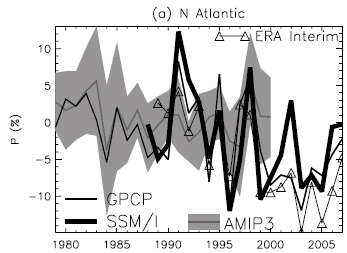 (a) N Atlantic
ERA Interim
10
5
0
-5
-10
P (%)
GPCP
SSM/I
AMIP3
1980 1985 1990 1995 2000 2005